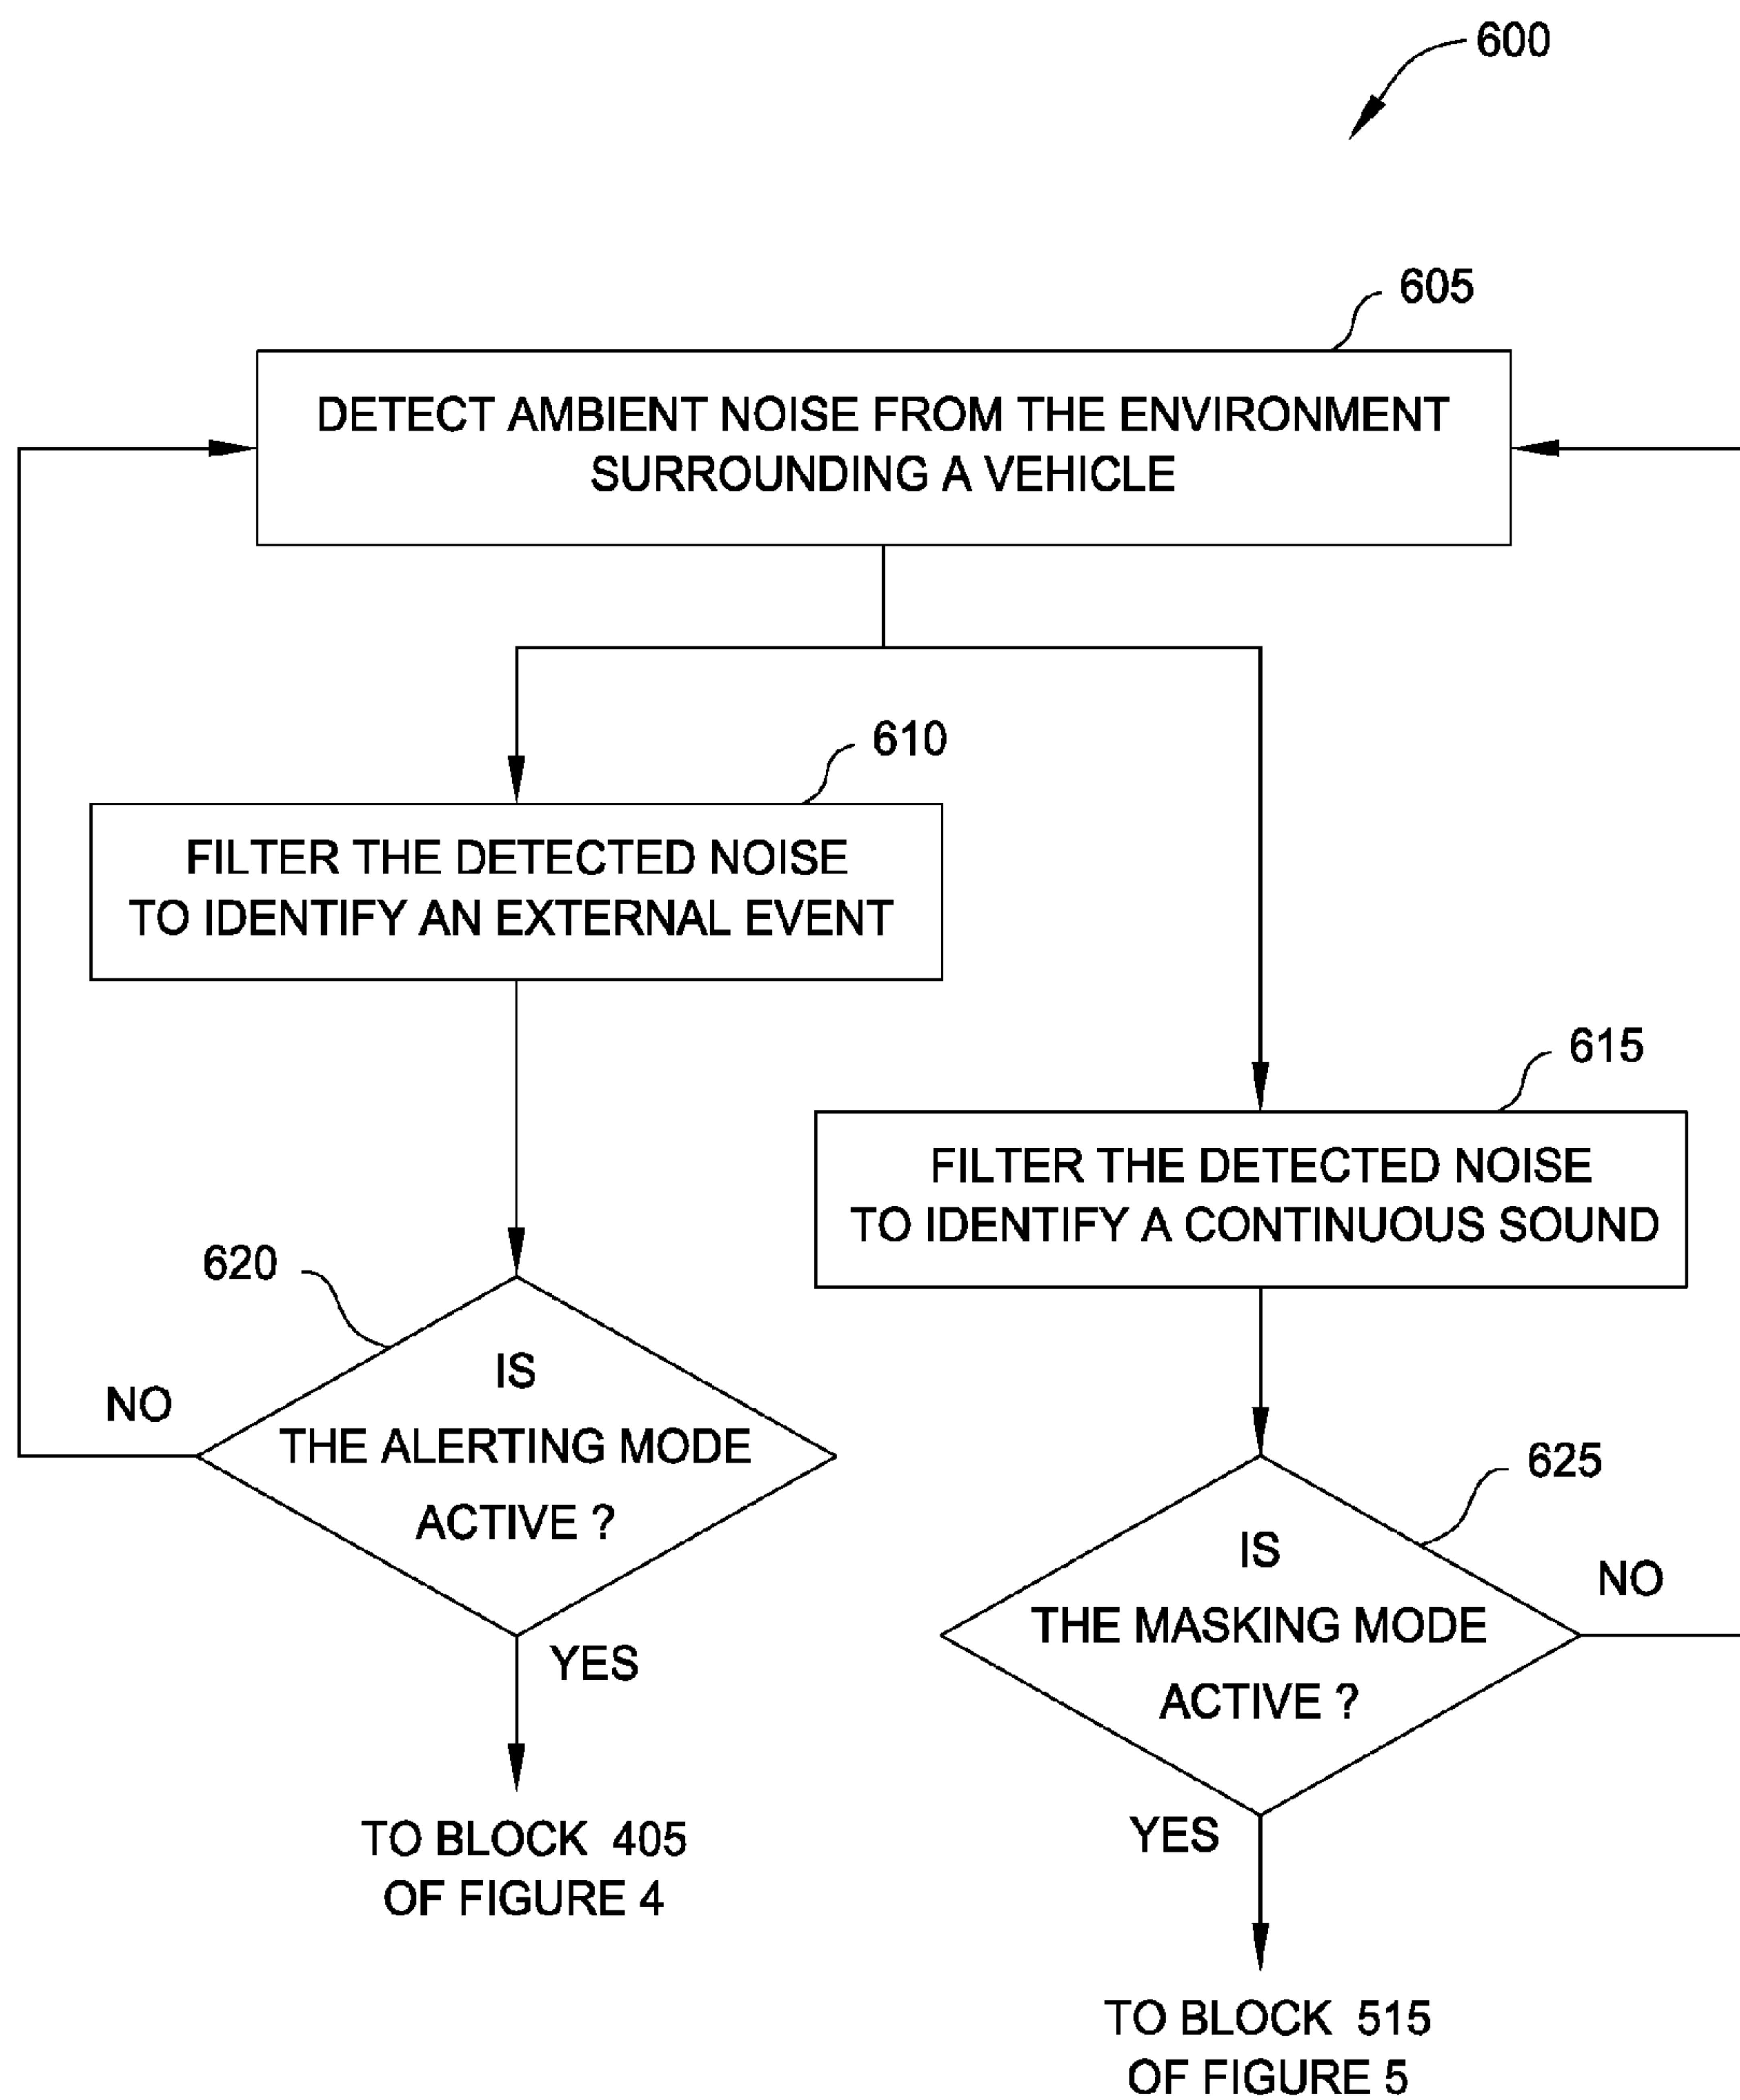 600
605
DETECT AMBIENT NOISE FROM THE ENVIRONMENT
SURROUNDING A VEHICLE
610
FILTER THE DETECTED NOISE
TO IDENTIFY AN EXTERNAL EVENT
615
FILTER THE DETECTED NOISE
TO IDENTIFY A CONTINUOUS SOUND
620
IS
THE ALERTING MODE
ACTIVE ?
NO
YES
TO BLOCK 405
OF FIGURE 4
625
IS
THE MASKING MODE
ACTIVE ?
NO
YES
TO BLOCK 515
OF FIGURE 5